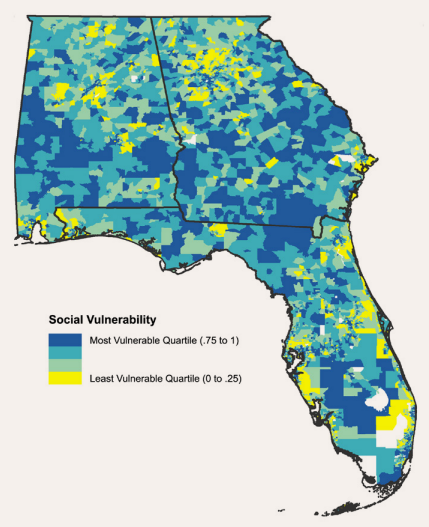 Social Vulnerability
Most Vulnerable Quartile (.75 to 1)
Least Vulnerable Quartile (0 to .25)